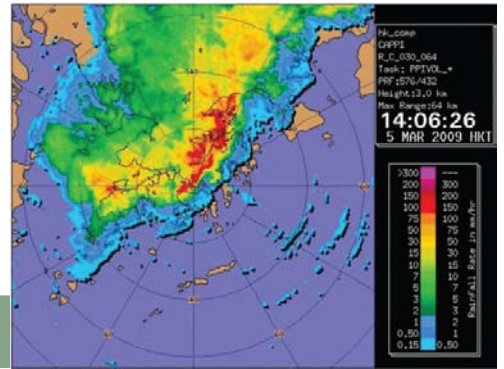 hk_comp
CAPPI
R_C_030_064
Task: PPIVOL_*
PRF:576/432
Height:3.0 km
Max Range:64 km
14:06:26
5 MAR 2009 HKT
>300 ---
200 300
150 200
100 150
75 100
50 75
30 50
15 30
10 15
7 10
5 7
3 5
2 3
1 2
0.50 1
0.15 0.50
Rainfall Rate in mm/hr